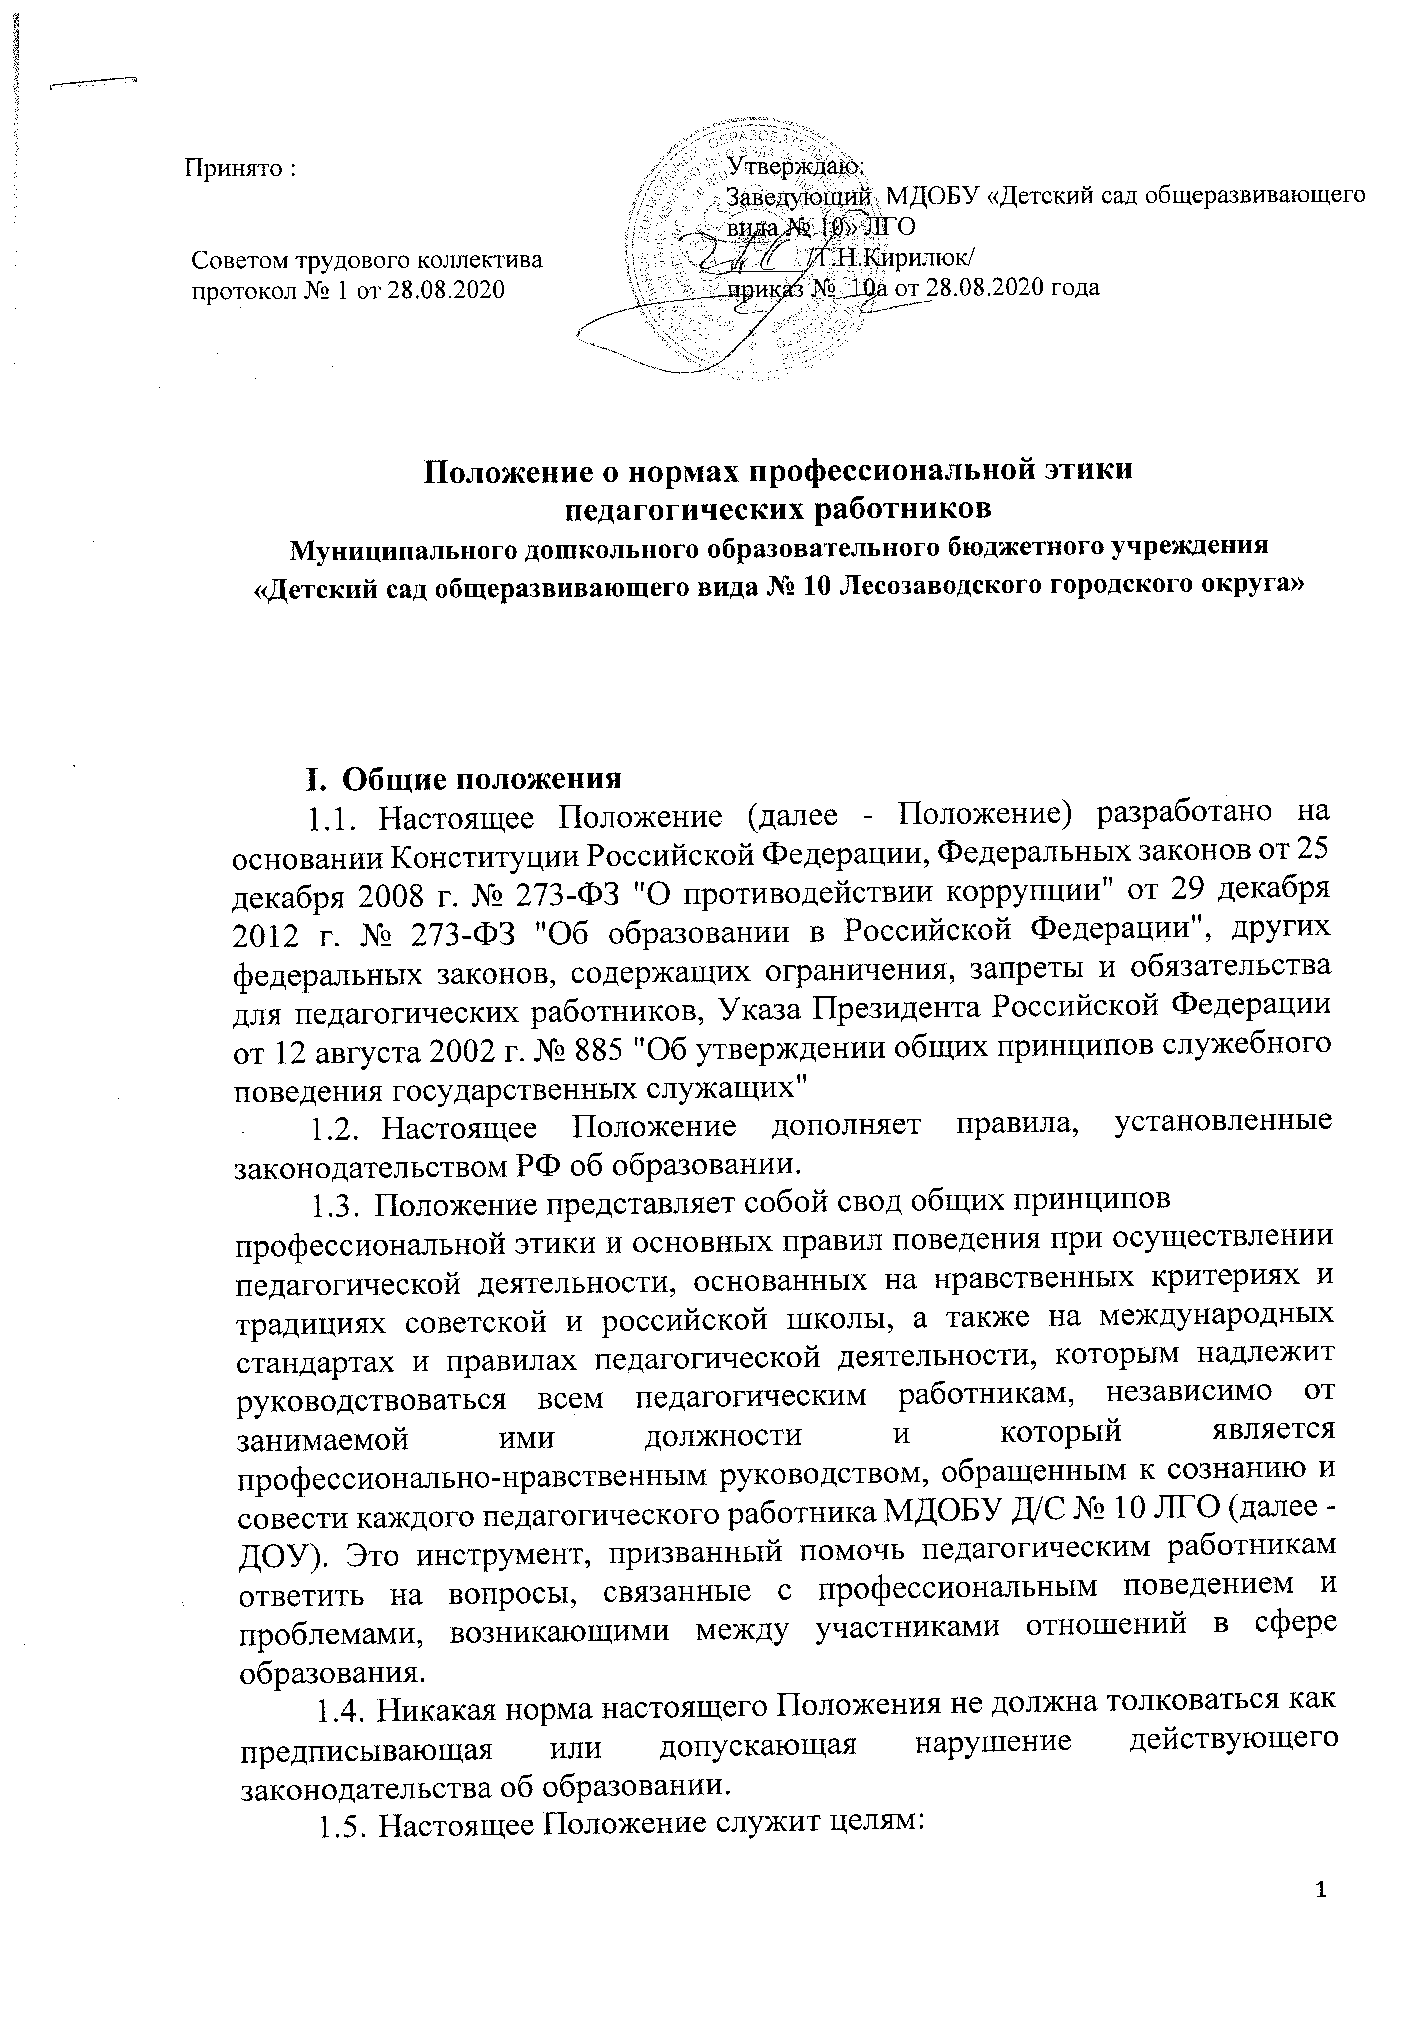 Принято :
Советом трудового коллектива
протокол № 1 от 28.08.2020
Утверждаю:
Заведующий МДОБУ «Детский сад общеразвивающего
вида № 10» ЛГО
/Т.Н.Кирилюк/
приказ № 10а от 28.08.2020 года
Положение о нормах профессиональной этики
педагогических работников
Муниципального дошкольного образовательного бюджетного учреждения
«Детский сад общеразвивающего вида № 10 Лесозаводского городского округа»
I. Общие положения
1.1. Настоящее Положение (далее - Положение) разработано на
основании Конституции Российской Федерации, Федеральных законов от 25
декабря 2008 г. № 273-ФЗ "О противодействии коррупции" от 29 декабря
2012 г. № 273-ФЗ "Об образовании в Российской Федерации", других
федеральных законов, содержащих ограничения, запреты и обязательства
для педагогических работников, Указа Президента Российской Федерации
от 12 августа 2002 г. № 885 "Об утверждении общих принципов служебного
поведения государственных служащих"
1.2. Настоящее Положение дополняет правила, установленные
законодательством РФ об образовании.
1.3. Положение представляет собой свод общих принципов
профессиональной этики и основных правил поведения при осуществлении
педагогической деятельности, основанных на нравственных критериях и
традициях советской и российской школы, а также на международных
стандартах и правилах педагогической деятельности, которым надлежит
руководствоваться всем педагогическим работникам, независимо от
занимаемой ими должности и который является
профессионально-нравственным руководством, обращенным к сознанию и
совести каждого педагогического работника МДОБУ Д/С № 10 ЛГО (далее -
ДОУ). Это инструмент, призванный помочь педагогическим работникам
ответить на вопросы, связанные с профессиональным поведением и
проблемами, возникающими между участниками отношений в сфере
образования.
1.4. Никакая норма настоящего Положения не должна толковаться как
предписывающая или допускающая нарушение действующего
законодательства об образовании.
1.5. Настоящее Положение служит целям:
1